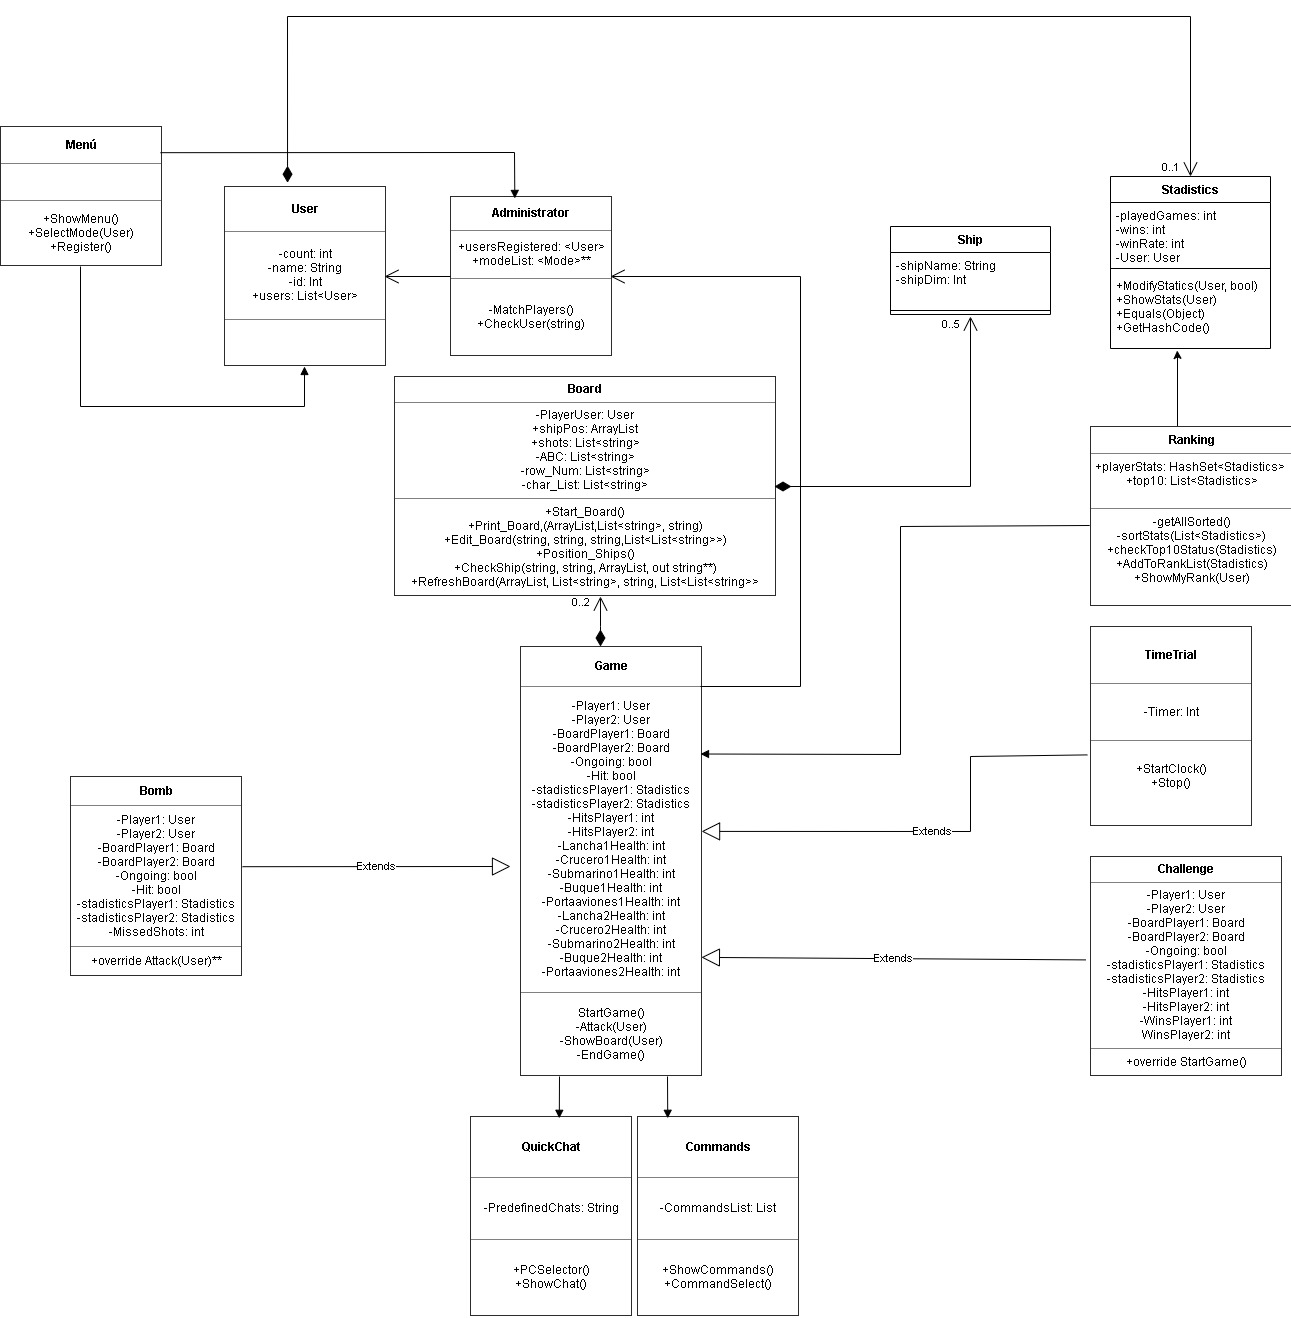 Menú
+ShowMenu()
+SelectMode(User)
+Register()
User
-count: int
-name: String
-id: Int
+users: List<User>
Administrator
+usersRegistered: <User>
+modeList: <Mode>**
-MatchPlayers()
+CheckUser(string)
Ship
-shipName: String
-shipDim: Int
0..5
0..1
Stadistics
-playedGames: int
-wins: int
-winRate: int
-User: User
+ModifyStatics(User, bool)
+ShowStats(User)
+Equals(Object)
+GetHashCode()
Board
-PlayerUser: User
+shipPos: ArrayList
+shots: List<string>
-ABC: List<string>
-row_Num: List<string>
-char_List: List<string>
+Start_Board()
+Print_Board,(ArrayList,List<string>, string)
+Edit_Board(string, string, string,List<List<string>>)
+Position_Ships()
+CheckShip(string, string, ArrayList, out string**)
+RefreshBoard(ArrayList, List<string>, string, List<List<string>>
0..2
Ranking
+playerStats: HashSet<Stadistics>
+top10: List<Stadistics>
-getAllSorted()
-sortStats(List<Stadistics>)
+checkTop10Status(Stadistics)
+AddToRankList(Stadistics)
+ShowMyRank(User)
Game
-Player1: User
-Player2: User
-BoardPlayer1: Board
-BoardPlayer2: Board
-Ongoing: bool
-Hit: bool
-stadisticsPlayer1: Stadistics
-stadisticsPlayer2: Stadistics
-HitsPlayer1: int
-HitsPlayer2: int
-Lancha1Health: int
-Crucero1Health: int
-Submarino1Health: int
-Buque1Health: int
-Portaaviones1Health: int
-Lancha2Health: int
-Crucero2Health: int
-Submarino2Health: int
-Buque2Health: int
-Portaaviones2Health: int
StartGame()
-Attack(User)
-ShowBoard(User)
-EndGame()
TimeTrial
-Timer: Int
+StartClock()
+Stop()
Extends
Bomb
-Player1: User
-Player2: User
-BoardPlayer1: Board
-BoardPlayer2: Board
-Ongoing: bool
-Hit: bool
-stadisticsPlayer1: Stadistics
-stadisticsPlayer2: Stadistics
-MissedShots: int
+override Attack(User)**
Extends
Challenge
-Player1: User
-Player2: User
-BoardPlayer1: Board
-BoardPlayer2: Board
-Ongoing: bool
-stadisticsPlayer1: Stadistics
-stadisticsPlayer2: Stadistics
-HitsPlayer1: int
-HitsPlayer2: int
-WinsPlayer1: int
WinsPlayer2: int
+override StartGame()
Extends
QuickChat
-PredefinedChats: String
+PCSelector()
+ShowChat()
Commands
-CommandsList: List
+ShowCommands()
+CommandSelect()